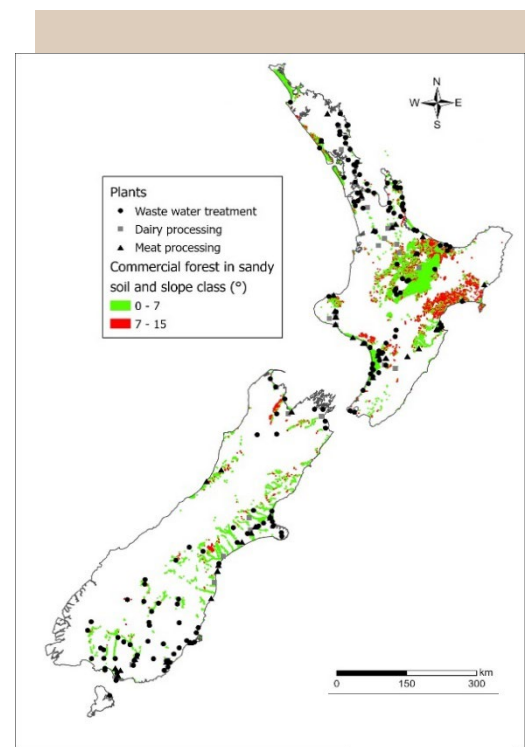 N
W E
S
Plants
Waste water treatment
Dairy processing
Meat processing
Commercial forest in sandy
soil and slope class (°)
0 - 7
7 - 15
km
0 150 300